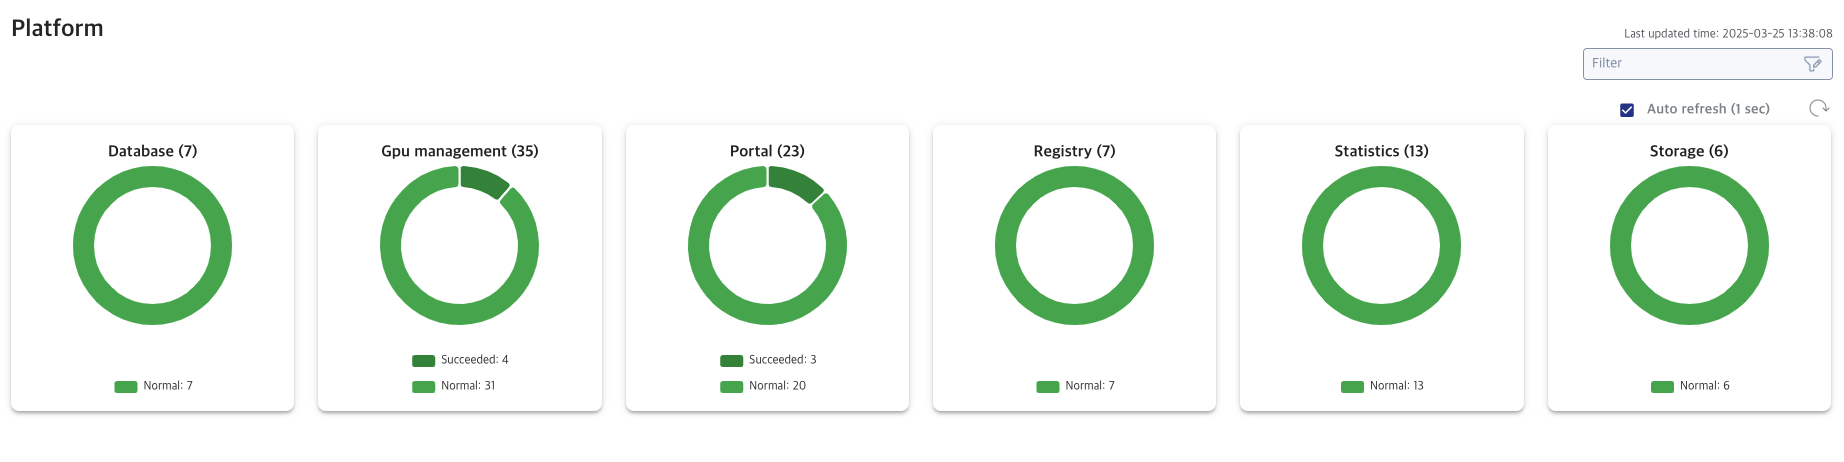 Platform
Last updated time: 2025-03-25 13:38:08
Filter
Auto refresh (1 sec)
Database (7)
Normal: 7
Gpu management (35)
Succeeded: 4
Normal: 31
Portal (23)
Succeeded: 3
Normal: 20
Registry (7)
Normal: 7
Statistics (13)
Normal: 13
Storage (6)
Normal: 6